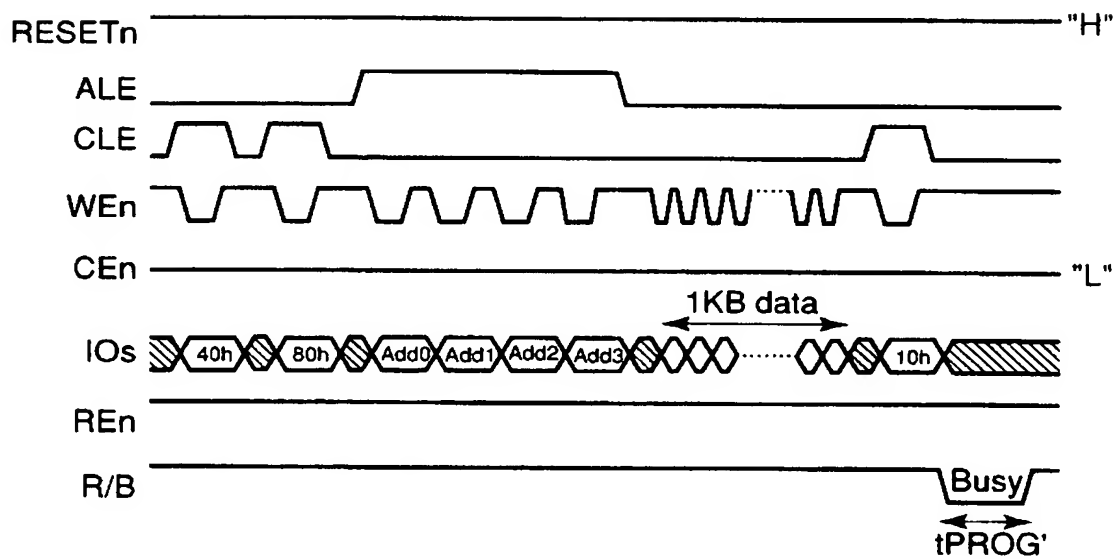 RESETn "H"
ALE
CLE
WEn
CEn "L"
1KB data
IOs 40h 80h Add0 Add1 Add2 Add3 10h
REn
R/B Busy
tPROG'